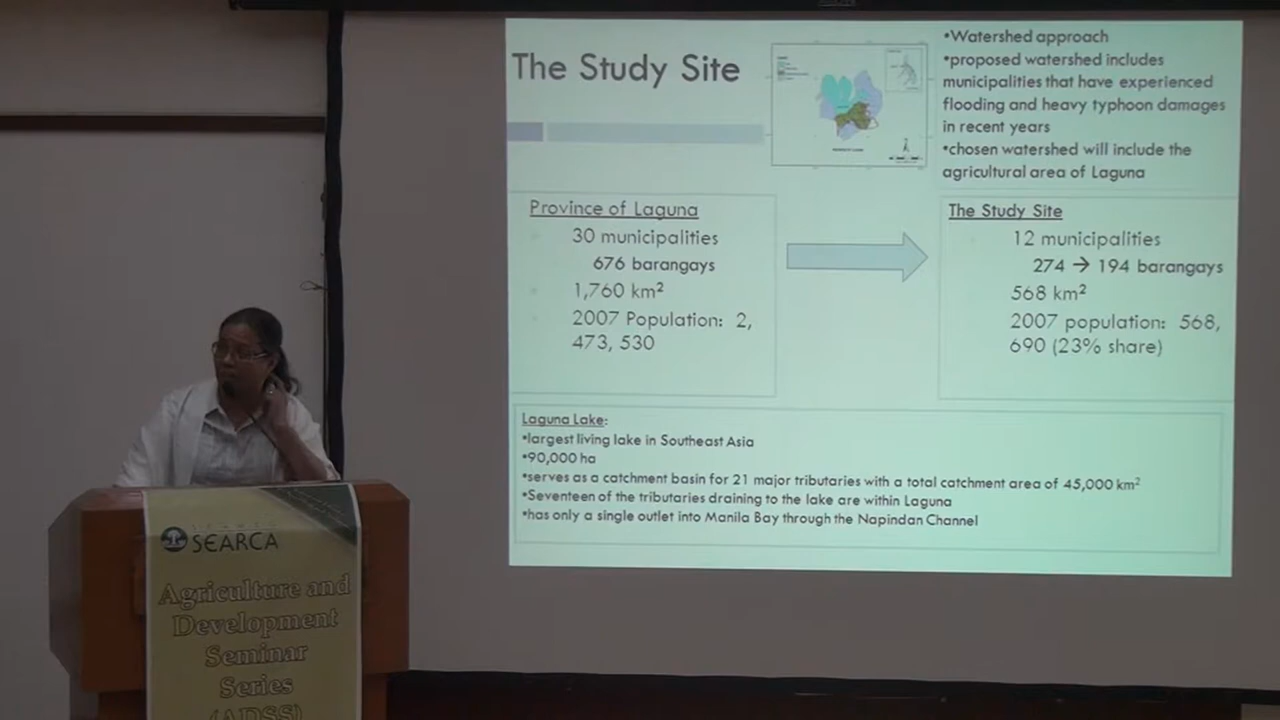 The Study Site
•Watershed approach
•proposed watershed includes
municipalities that have experienced
flooding and heavy typhoon damages
in recent years
•chosen watershed will include the
agricultural area of Laguna
Province of Laguna
30 municipalities
676 barangays
1,760 km²
2007 Population: 2,
473, 530
The Study Site
12 municipalities
274 → 194 barangays
568 km²
2007 population: 568,
690 (23% share)
Laguna Lake:
•largest living lake in Southeast Asia
•90,000 ha
•serves as a catchment basin for 21 major tributaries with a total catchment area of 45,000 km²
•Seventeen of the tributaries draining to the lake are within Laguna
•has only a single outlet into Manila Bay through the Napindan Channel
SEARCA
Agriculture and
Development
Seminar
Series
(ADSS)